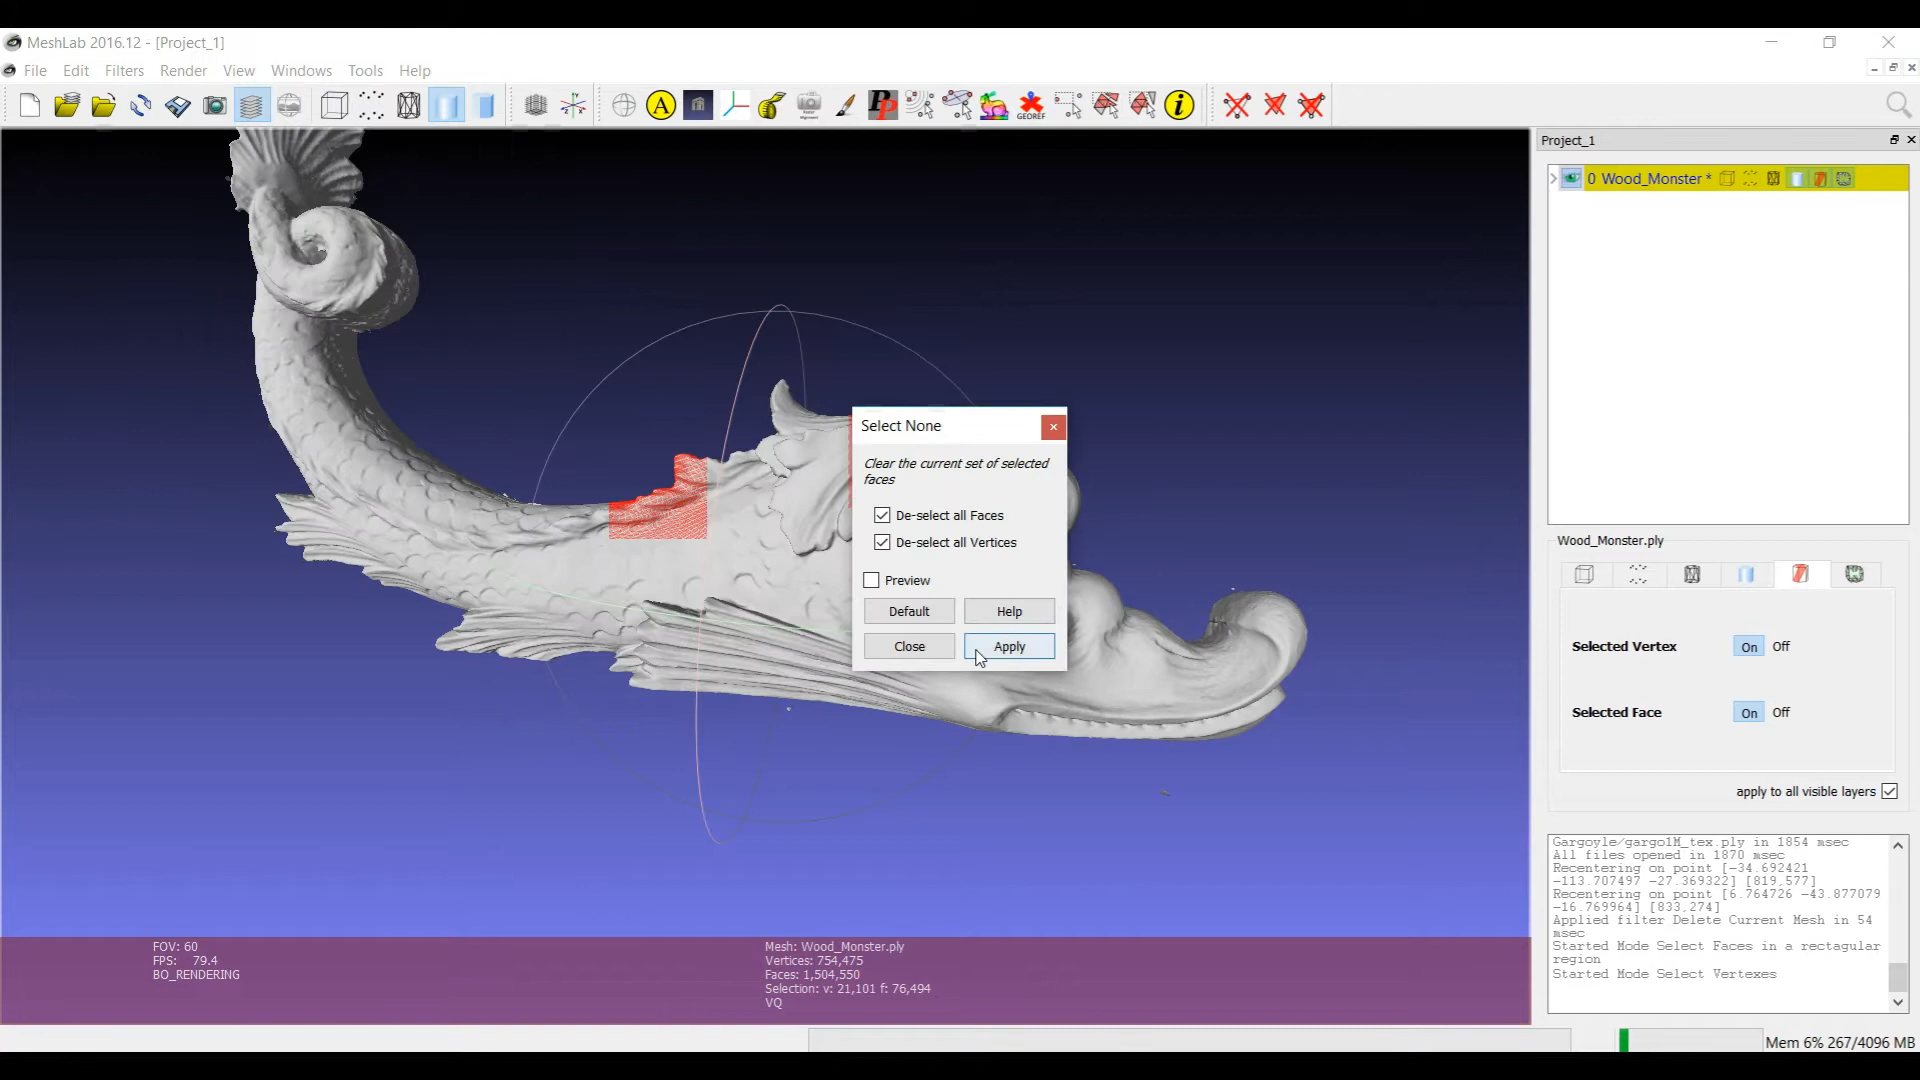 MeshLab 2016.12 - [Project_1]
File Edit Filters Render View Windows Tools Help
A
PP
GEOREF
i
Project_1
0 Wood_Monster *
Select None
Clear the current set of selected
faces
De-select all Faces
De-select all Vertices
Preview
Default Help
Close Apply
Wood_Monster.ply
Selected Vertex On Off
Selected Face On Off
apply to all visible layers
Gargoyle/gargo1M_tex.ply in 1854 msec
All files opened in 1870 msec
Recentering on point [-34.692421
-113.707497 -27.369322] [819,577]
Recentering on point [6.764726 -43.877079
-16.769964] [833,274]
Applied filter Delete Current Mesh in 54
msec
Started Mode Select Faces in a rectagular
region
Started Mode Select Vertexes
FOV: 60
FPS: 79.4
BO_RENDERING
Mesh: Wood_Monster.ply
Vertices: 754,475
Faces: 1,504,550
Selection: v: 21,101 f: 76,494
VQ
Mem 6% 267/4096 MB